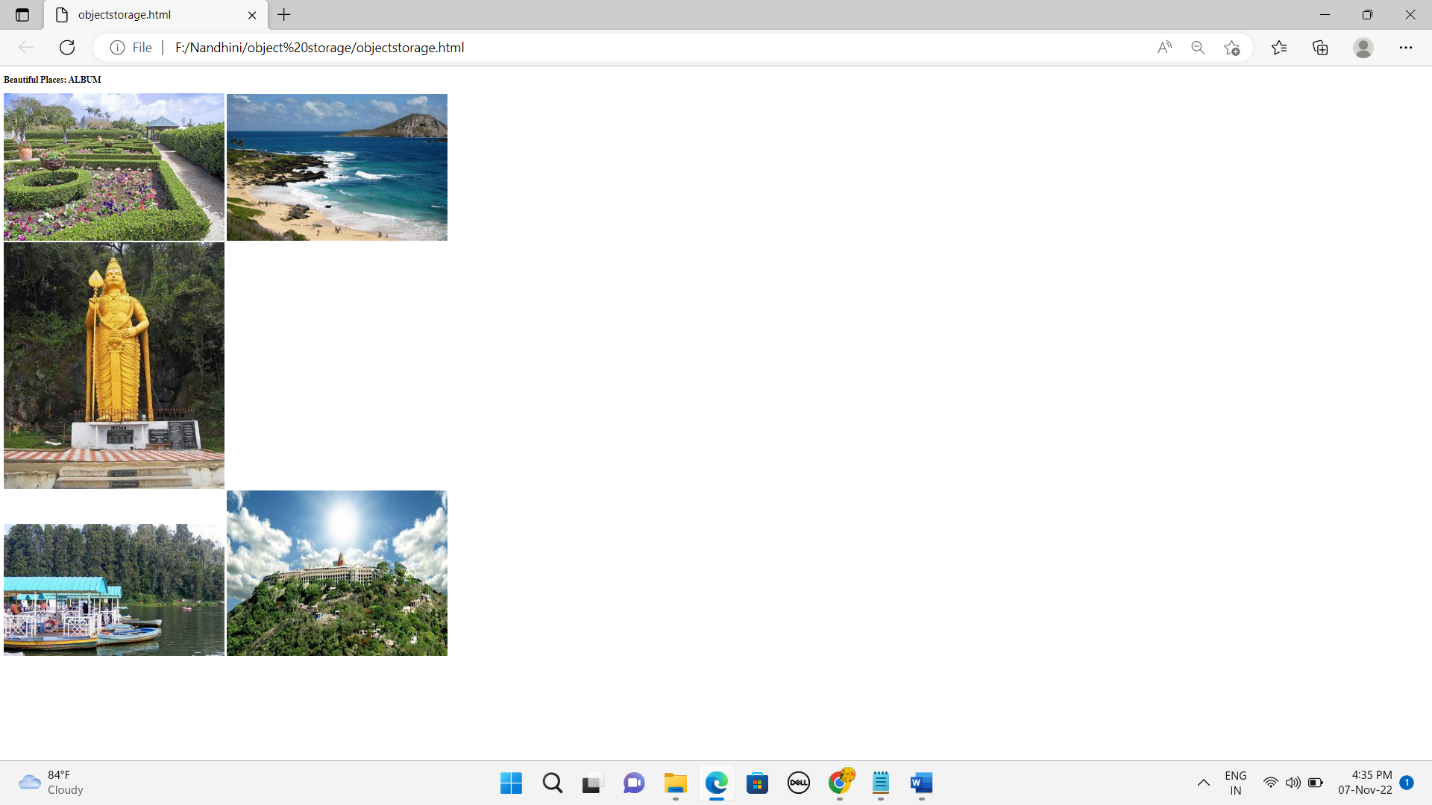 objectstorage.html
File
F:/Nandhini/object%20storage/objectstorage.html
Beautiful Places: ALBUM
84°F
Cloudy
DELL
W
ENG
IN
4:35 PM
07-Nov-22
1